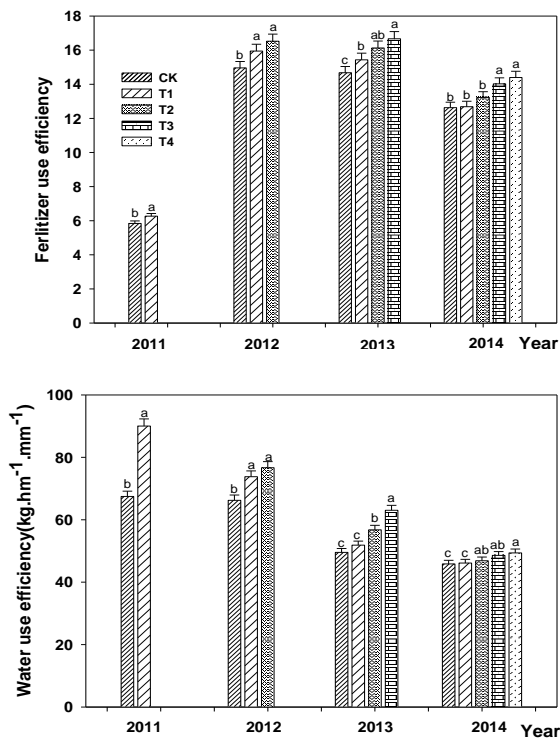 18
16
14
12
10
8
6
4
2
0
Ferlitizer use efficiency
CK
T1
T2
T3
T4
b a
b a a
c b ab a
b b b a a
2011 2012 2013 2014 Year
100
80
60
40
20
0
Water use efficiency(kg.hm-1.mm-1)
b a
b a a
c c b a
c c ab ab a
2011 2012 2013 2014 Year